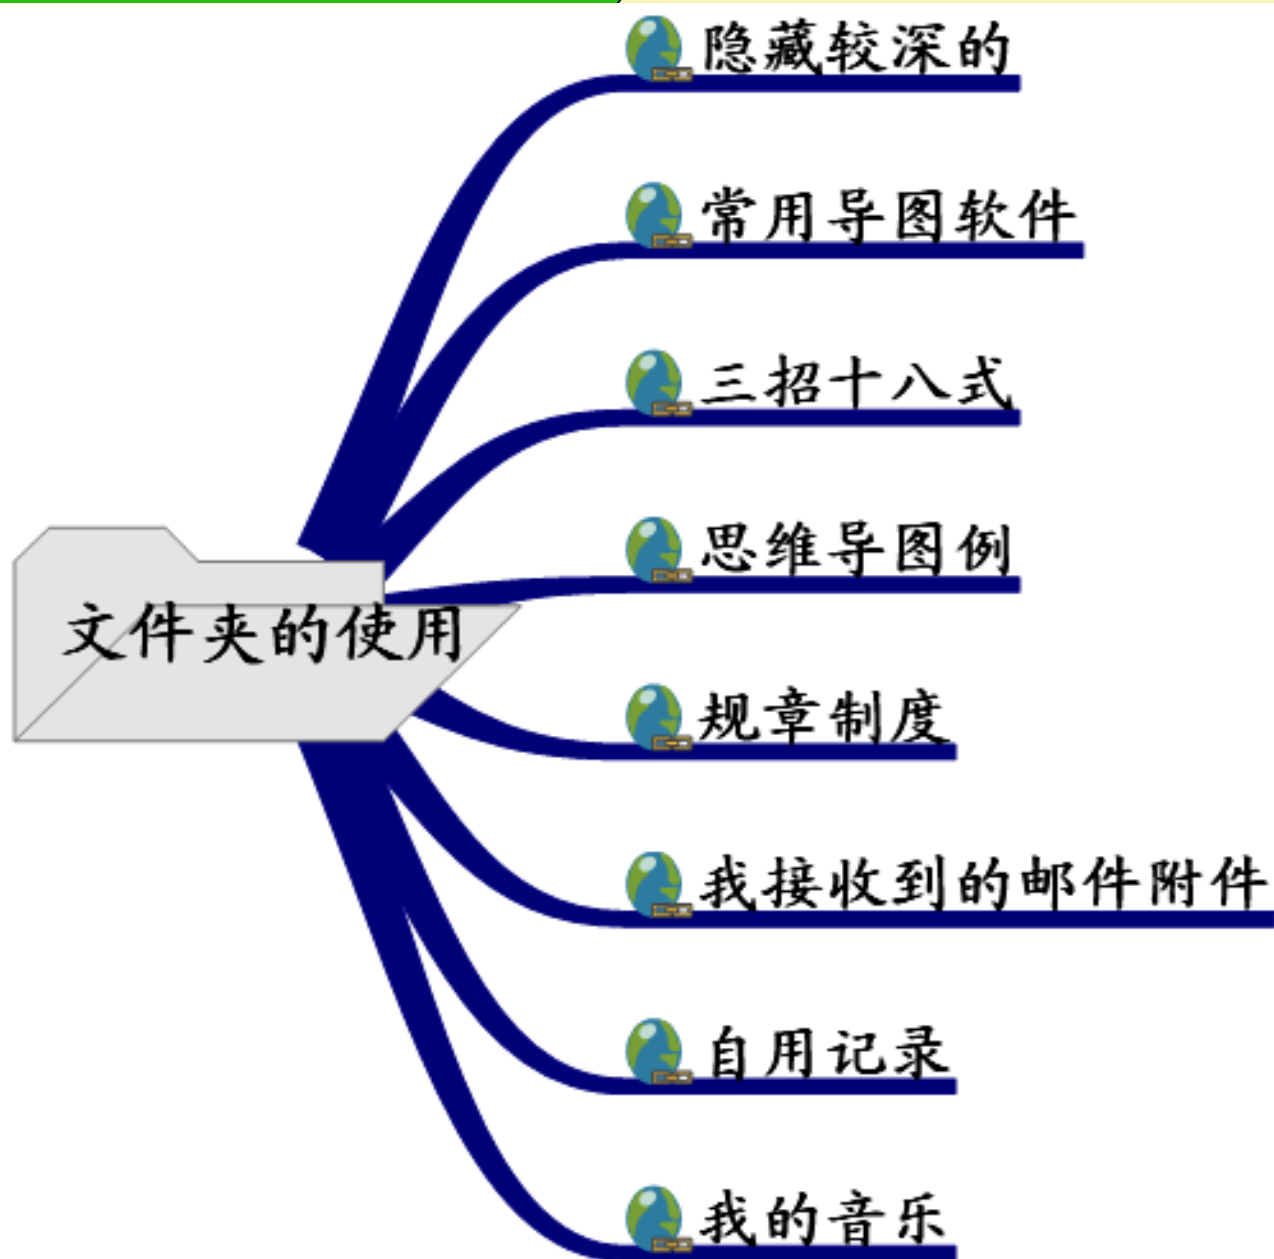 隐藏较深的
常用导图软件
三招十八式
思维导图例
文件夹的使用
规章制度
我接收到的邮件附件
自用记录
我的音乐